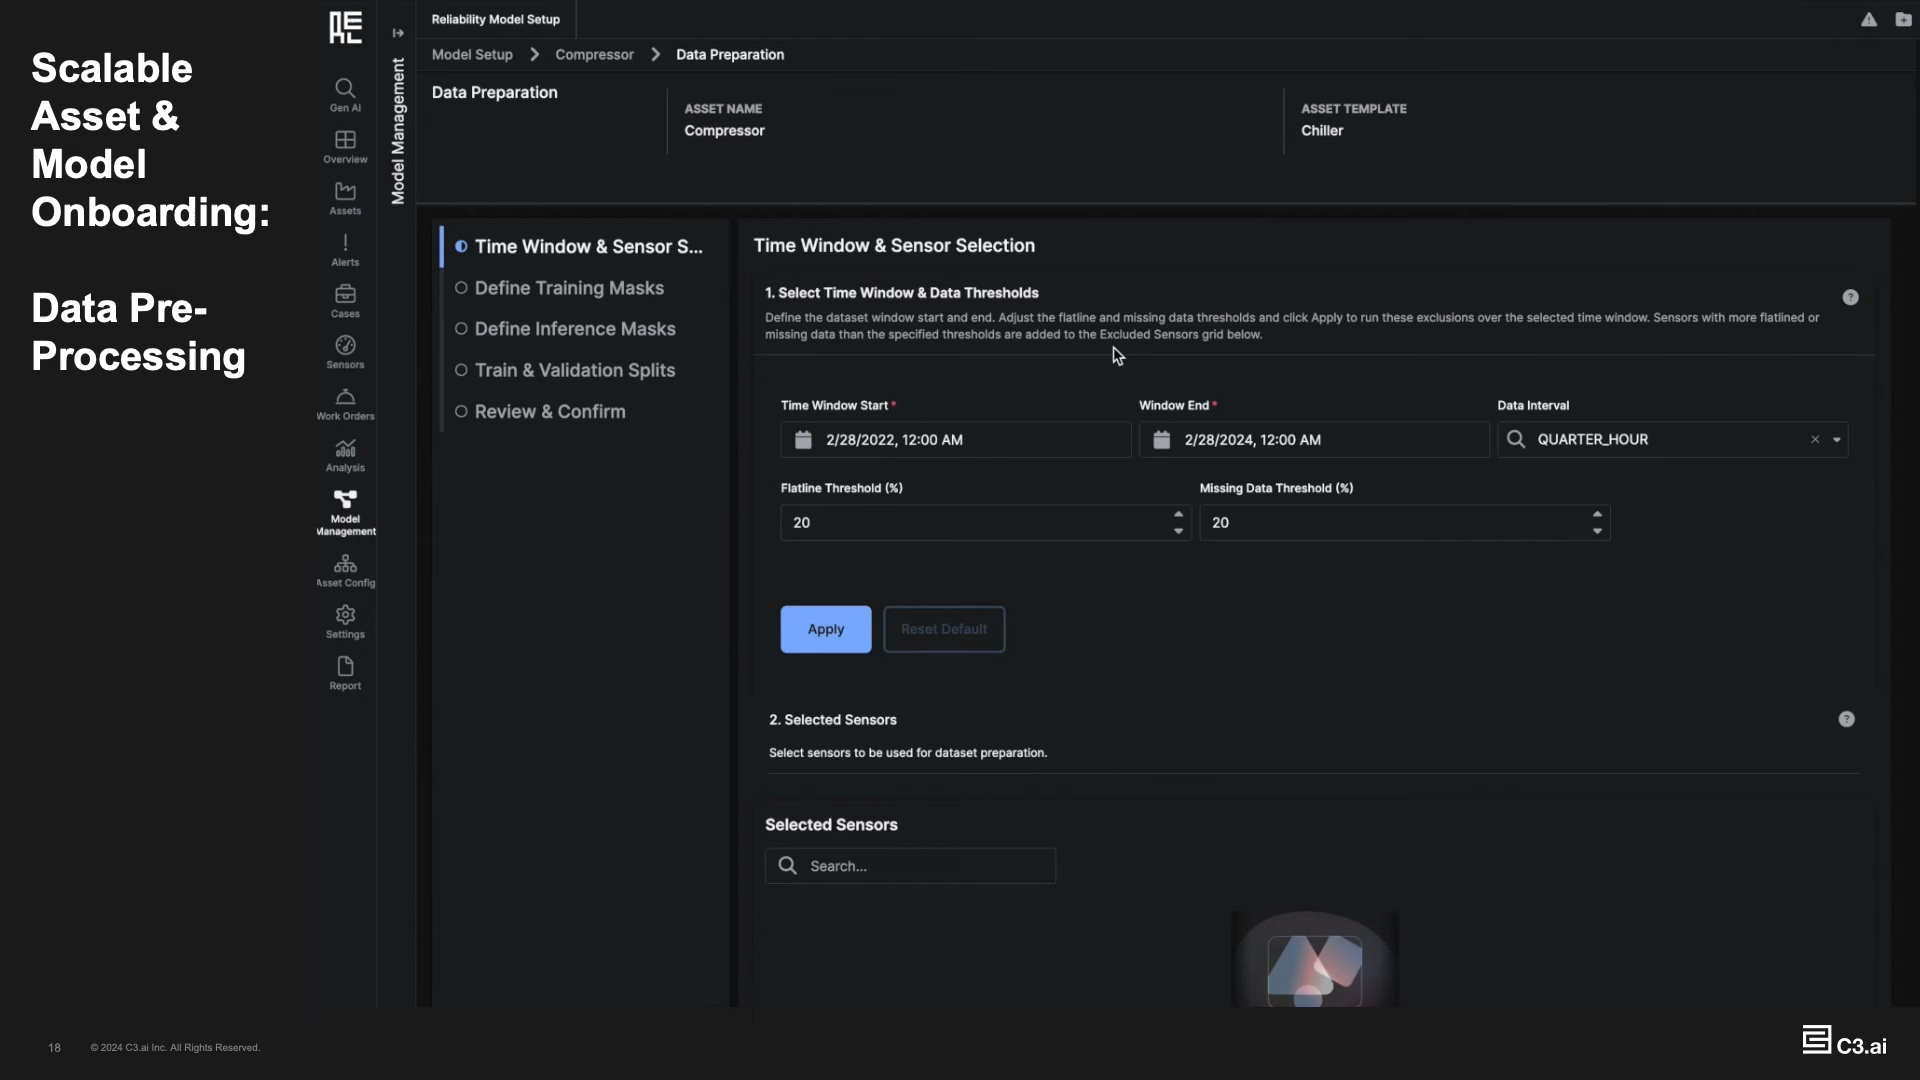 Scalable
Asset &
Model
Onboarding:
Data Pre-
Processing
Gen AI
Overview
Assets
Alerts
Cases
Sensors
Work Orders
Analysis
Model
Management
Asset Config
Settings
Report
Model Management
Reliability Model Setup
Model Setup
Compressor
Data Preparation
Data Preparation
ASSET NAME
Compressor
ASSET TEMPLATE
Chiller
Time Window & Sensor S...
Define Training Masks
Define Inference Masks
Train & Validation Splits
Review & Confirm
Time Window & Sensor Selection
1. Select Time Window & Data Thresholds
Define the dataset window start and end. Adjust the flatline and missing data thresholds and click Apply to run these exclusions over the selected time window. Sensors with more flatlined or
missing data than the specified thresholds are added to the Excluded Sensors grid below.
Time Window Start *
Window End *
Data Interval
2/28/2022, 12:00 AM
2/28/2024, 12:00 AM
QUARTER_HOUR
Flatline Threshold (%)
Missing Data Threshold (%)
20
20
Apply
Reset Default
2. Selected Sensors
Select sensors to be used for dataset preparation.
Selected Sensors
Search...
18
© 2024 C3.ai Inc. All Rights Reserved.
C3.ai